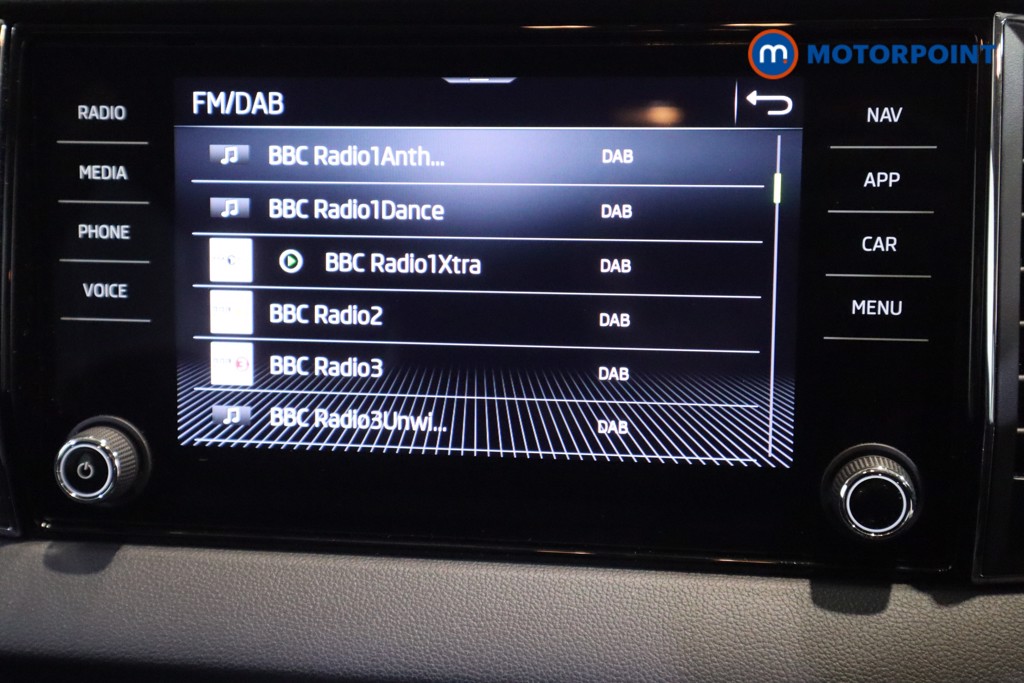 m MOTORPOINT
FM/DAB
RADIO
MEDIA
PHONE
VOICE
BBC Radio1Anth... DAB
BBC Radio1Dance DAB
BBC Radio1Xtra DAB
BBC Radio2 DAB
BBC Radio3 DAB
BBC Radio3Unwi... DAB
NAV
APP
CAR
MENU